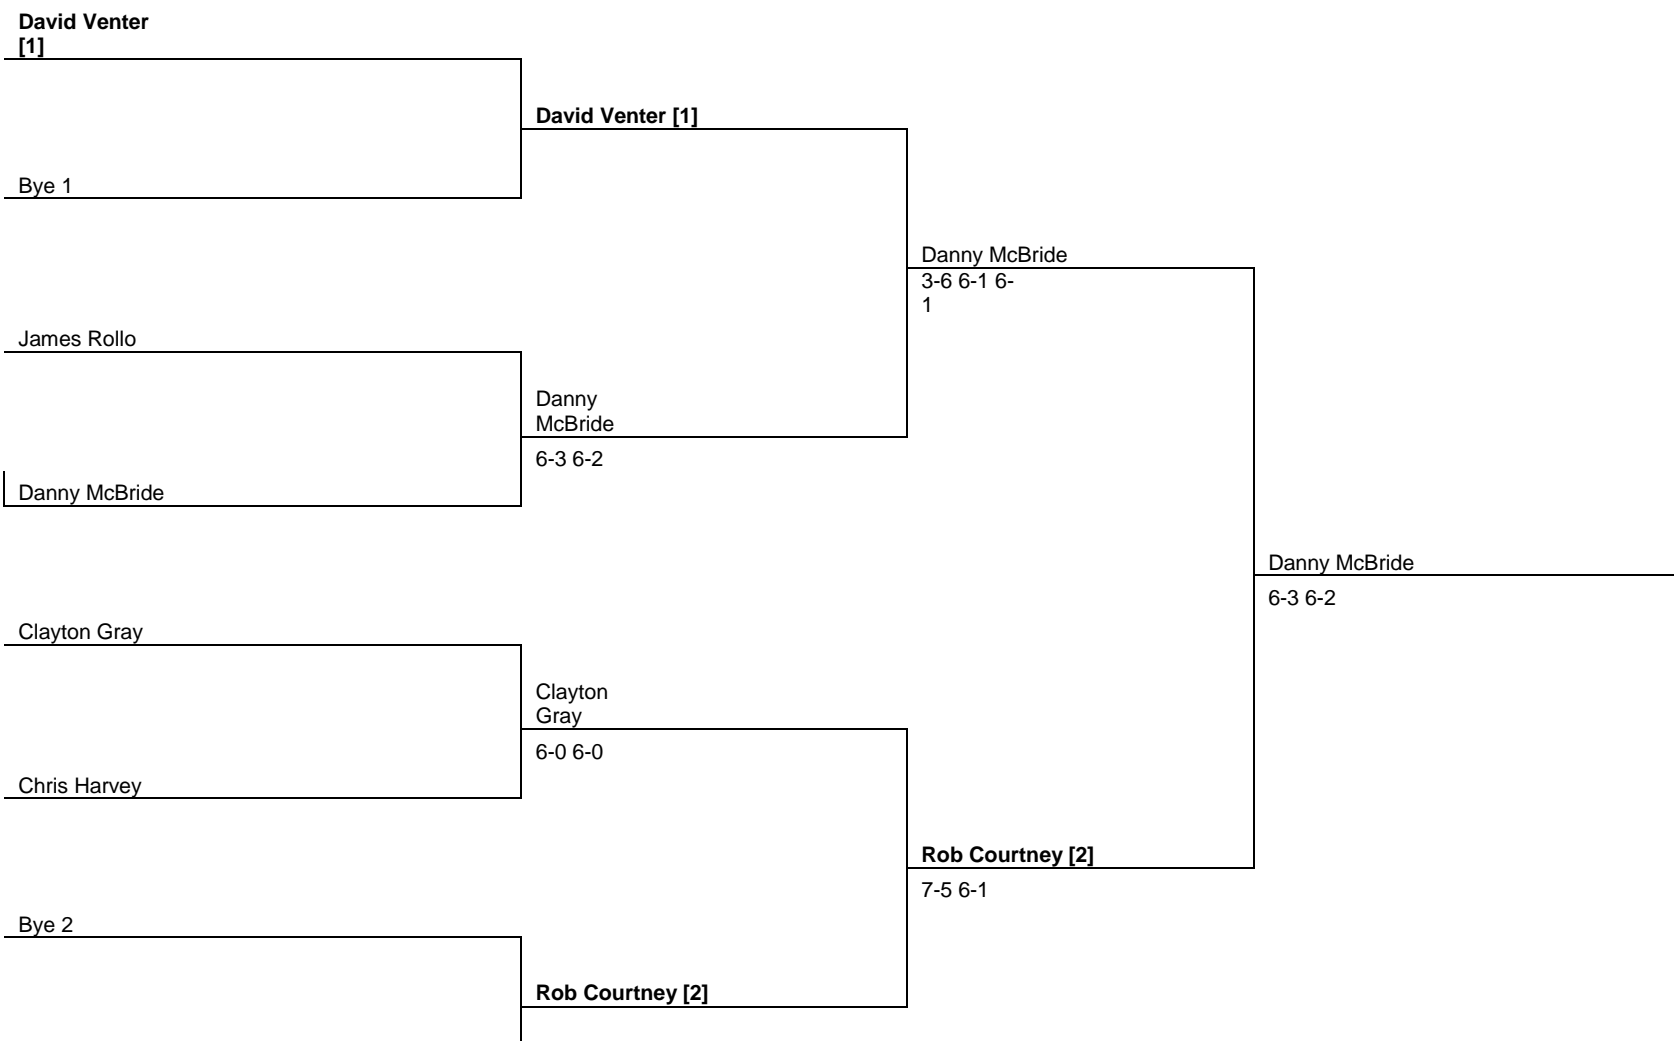 David Venter
[1]
David Venter [1]
Bye 1
Danny McBride
3-6 6-1 6-
1
James Rollo
Danny
McBride
6-3 6-2
Danny McBride
Danny McBride
6-3 6-2
Clayton Gray
Clayton
Gray
6-0 6-0
Chris Harvey
Rob Courtney [2]
7-5 6-1
Bye 2
Rob Courtney [2]